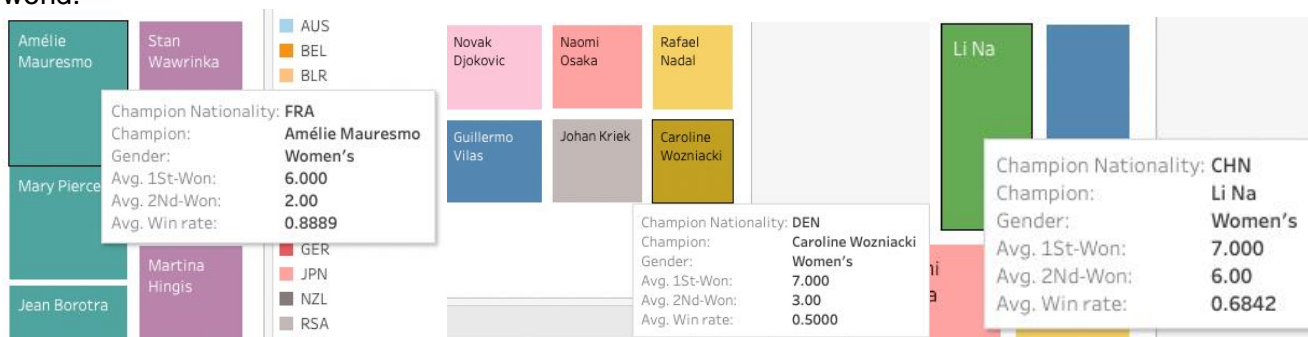 world.
Amélie
Mauresmo
Stan
Wawrinka
AUS
BEL
BLR
Champion Nationality: FRA
Champion: Amélie Mauresmo
Gender: Women's
Avg. 1St-Won: 6.000
Avg. 2Nd-Won: 2.00
Avg. Win rate: 0.8889
Mary Pierce
GER
Martina
Hingis
JPN
NZL
Jean Borotra
RSA
Novak
Djokovic
Naomi
Osaka
Rafael
Nadal
Guillermo
Vilas
Johan Kriek
Caroline
Wozniacki
Champion Nationality: DEN
Champion: Caroline Wozniacki
Gender: Women's
Avg. 1St-Won: 7.000
Avg. 2Nd-Won: 3.00
Avg. Win rate: 0.5000
Li Na
Champion Nationality: CHN
Champion: Li Na
Gender: Women's
Avg. 1St-Won: 7.000
Avg. 2Nd-Won: 6.00
Avg. Win rate: 0.6842